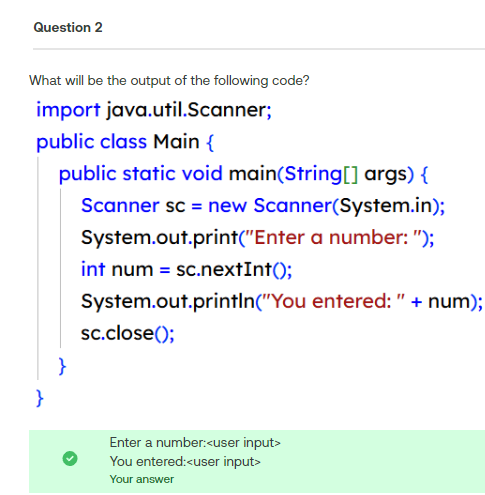 Question 2
What will be the output of the following code?
import java.util.Scanner;
public class Main {
public static void main(String[] args) {
Scanner sc = new Scanner(System.in);
System.out.print("Enter a number: ");
int num = sc.nextInt();
System.out.println("You entered: " + num);
sc.close();
}
}
Enter a number:<user input>
You entered:<user input>
Your answer